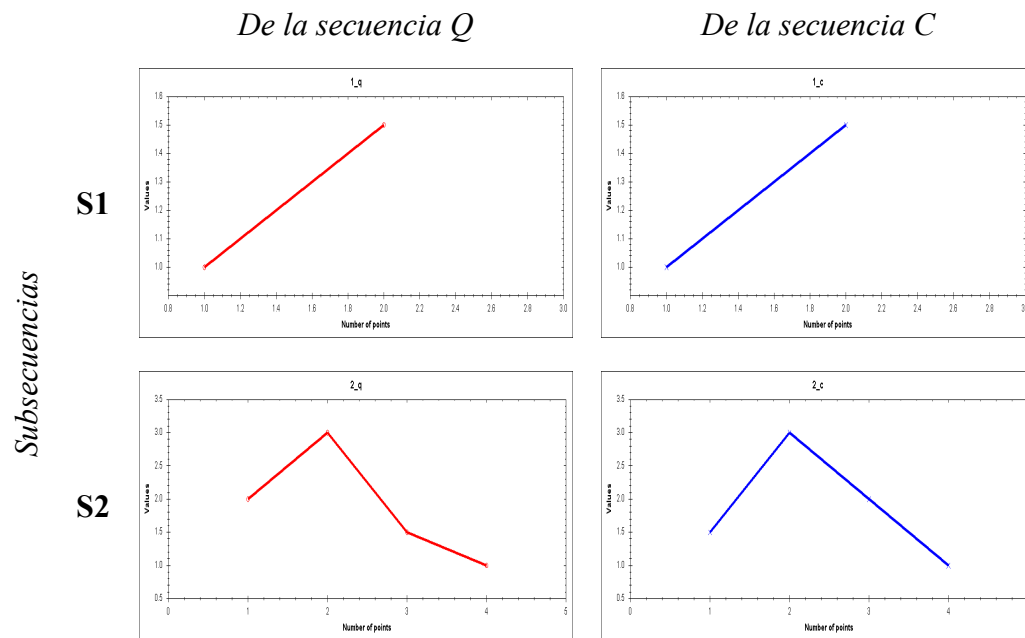 De la secuencia Q
De la secuencia C
Subsecuencias
S1
1_q
Values
1.6
1.5
1.4
1.3
1.2
1.1
1.0
0.8 1.0 1.2 1.4 1.6 1.8 2.0 2.2 2.4 2.6 2.8 3.0
Number of points
1_c
Values
1.6
1.5
1.4
1.3
1.2
1.1
1.0
0.8 1.0 1.2 1.4 1.6 1.8 2.0 2.2 2.4 2.6 2.8
Number of points
S2
2_q
Values
3.5
3.0
2.5
2.0
1.5
1.0
0.5
0 1 2 3 4 5
Number of points
2_c
Values
3.5
3.0
2.5
2.0
1.5
1.0
0.5
0 1 2 3 4
Number of points